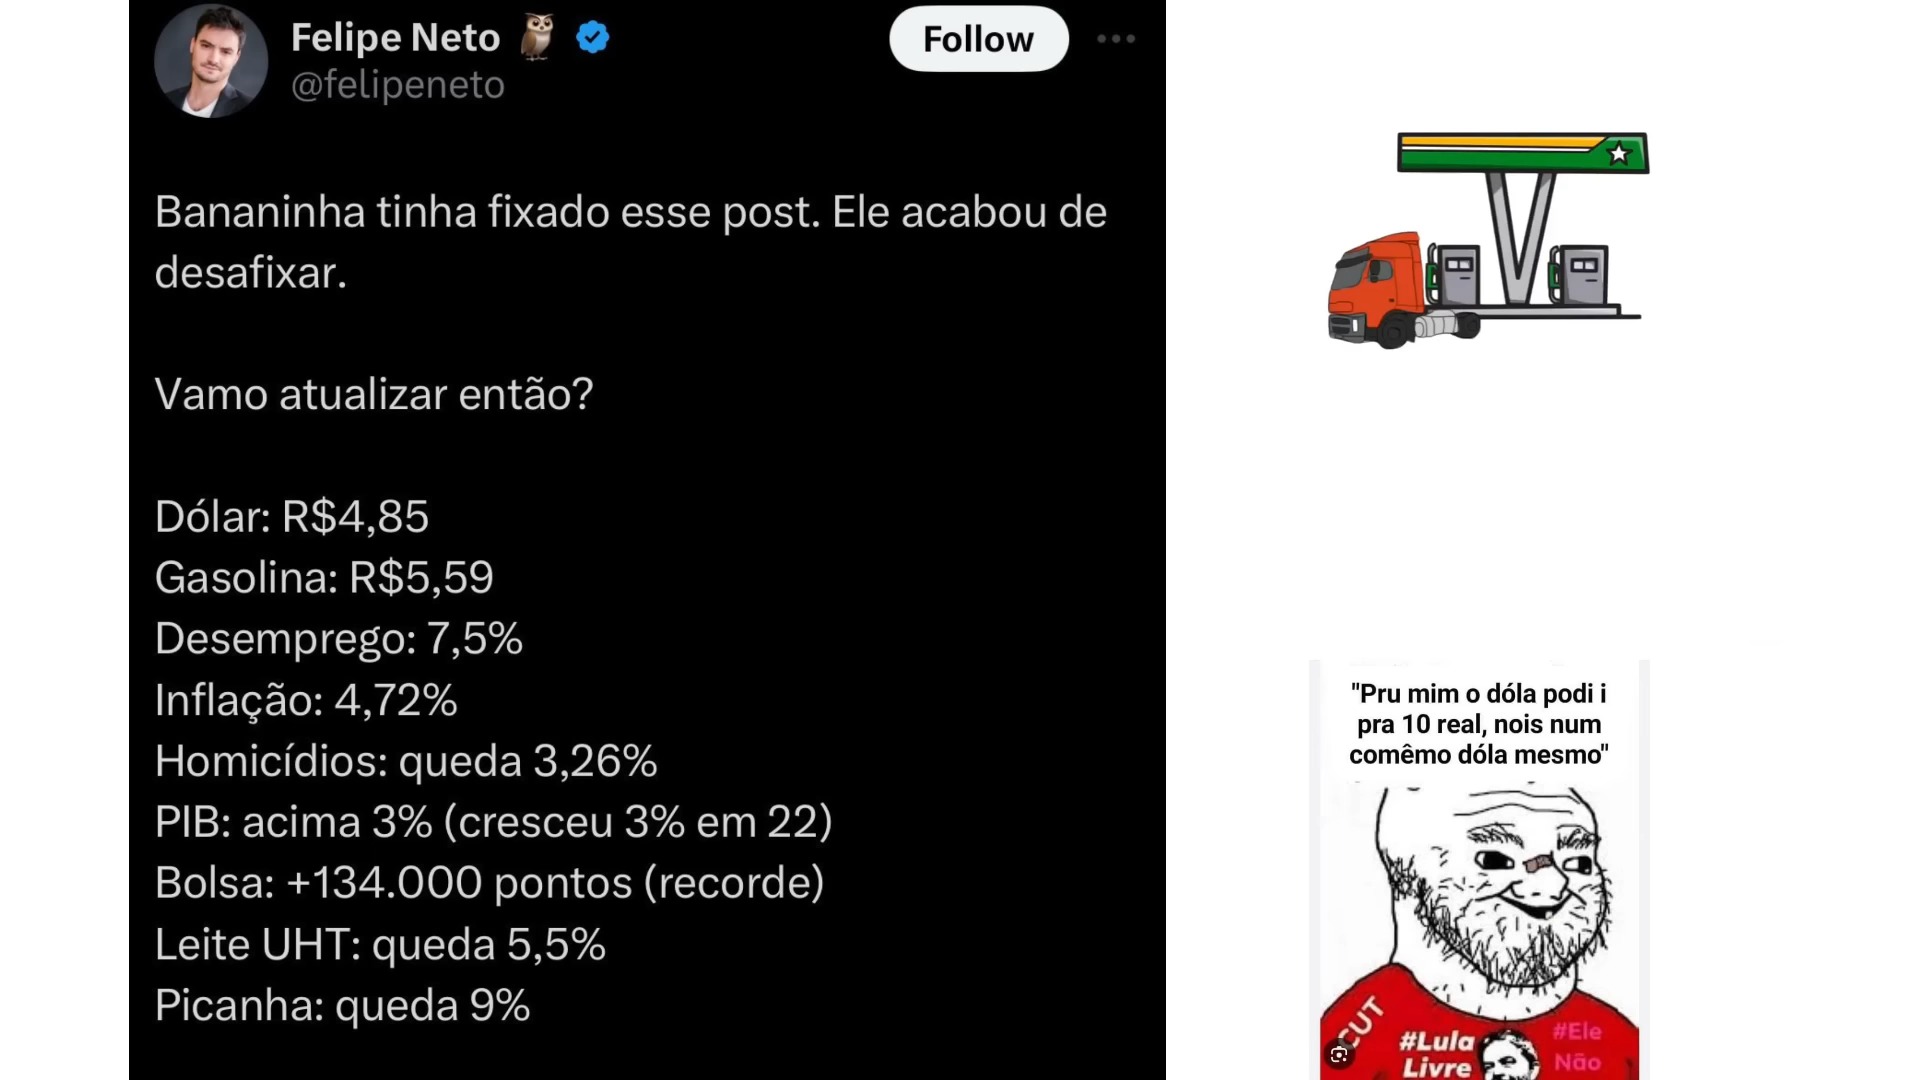 Felipe Neto
@felipeneto
Follow
Bananinha tinha fixado esse post. Ele acabou de
desafixar.
Vamo atualizar então?
Dólar: R$4,85
Gasolina: R$5,59
Desemprego: 7,5%
Inflação: 4,72%
Homicídios: queda 3,26%
PIB: acima 3% (cresceu 3% em 22)
Bolsa: +134.000 pontos (recorde)
Leite UHT: queda 5,5%
Picanha: queda 9%
"Pru mim o dóla podi i
pra 10 real, nois num
comêmo dóla mesmo"
CUT
#Lula
Livre
#Ele
Não